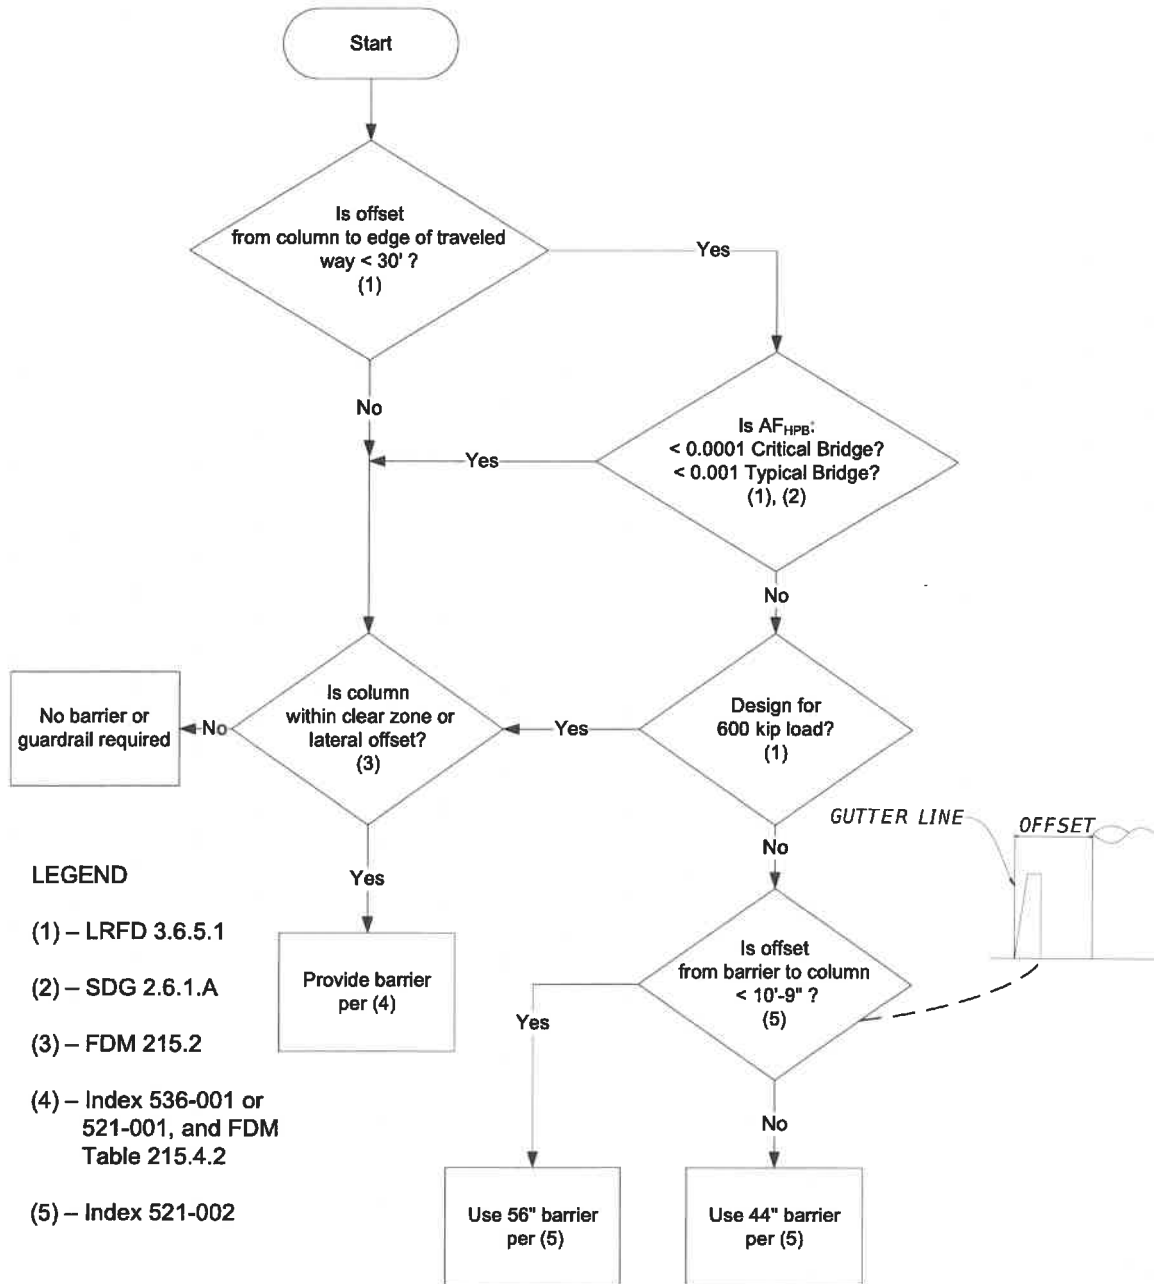 Start
Is offset
from column to edge of traveled
way < 30' ?
(1)
Yes
No
Is AFHPB:
< 0.0001 Critical Bridge?
< 0.001 Typical Bridge?
(1), (2)
Yes
No
No barrier or
guardrail required
No
Is column
within clear zone or
lateral offset?
(3)
Yes
Design for
600 kip load?
(1)
GUTTER LINE
OFFSET
No
Yes
LEGEND
(1) – LRFD 3.6.5.1
(2) – SDG 2.6.1.A
(3) – FDM 215.2
(4) – Index 536-001 or
521-001, and FDM
Table 215.4.2
(5) – Index 521-002
Provide barrier
per (4)
Is offset
from barrier to column
< 10'-9" ?
(5)
Yes
No
Use 56" barrier
per (5)
Use 44" barrier
per (5)